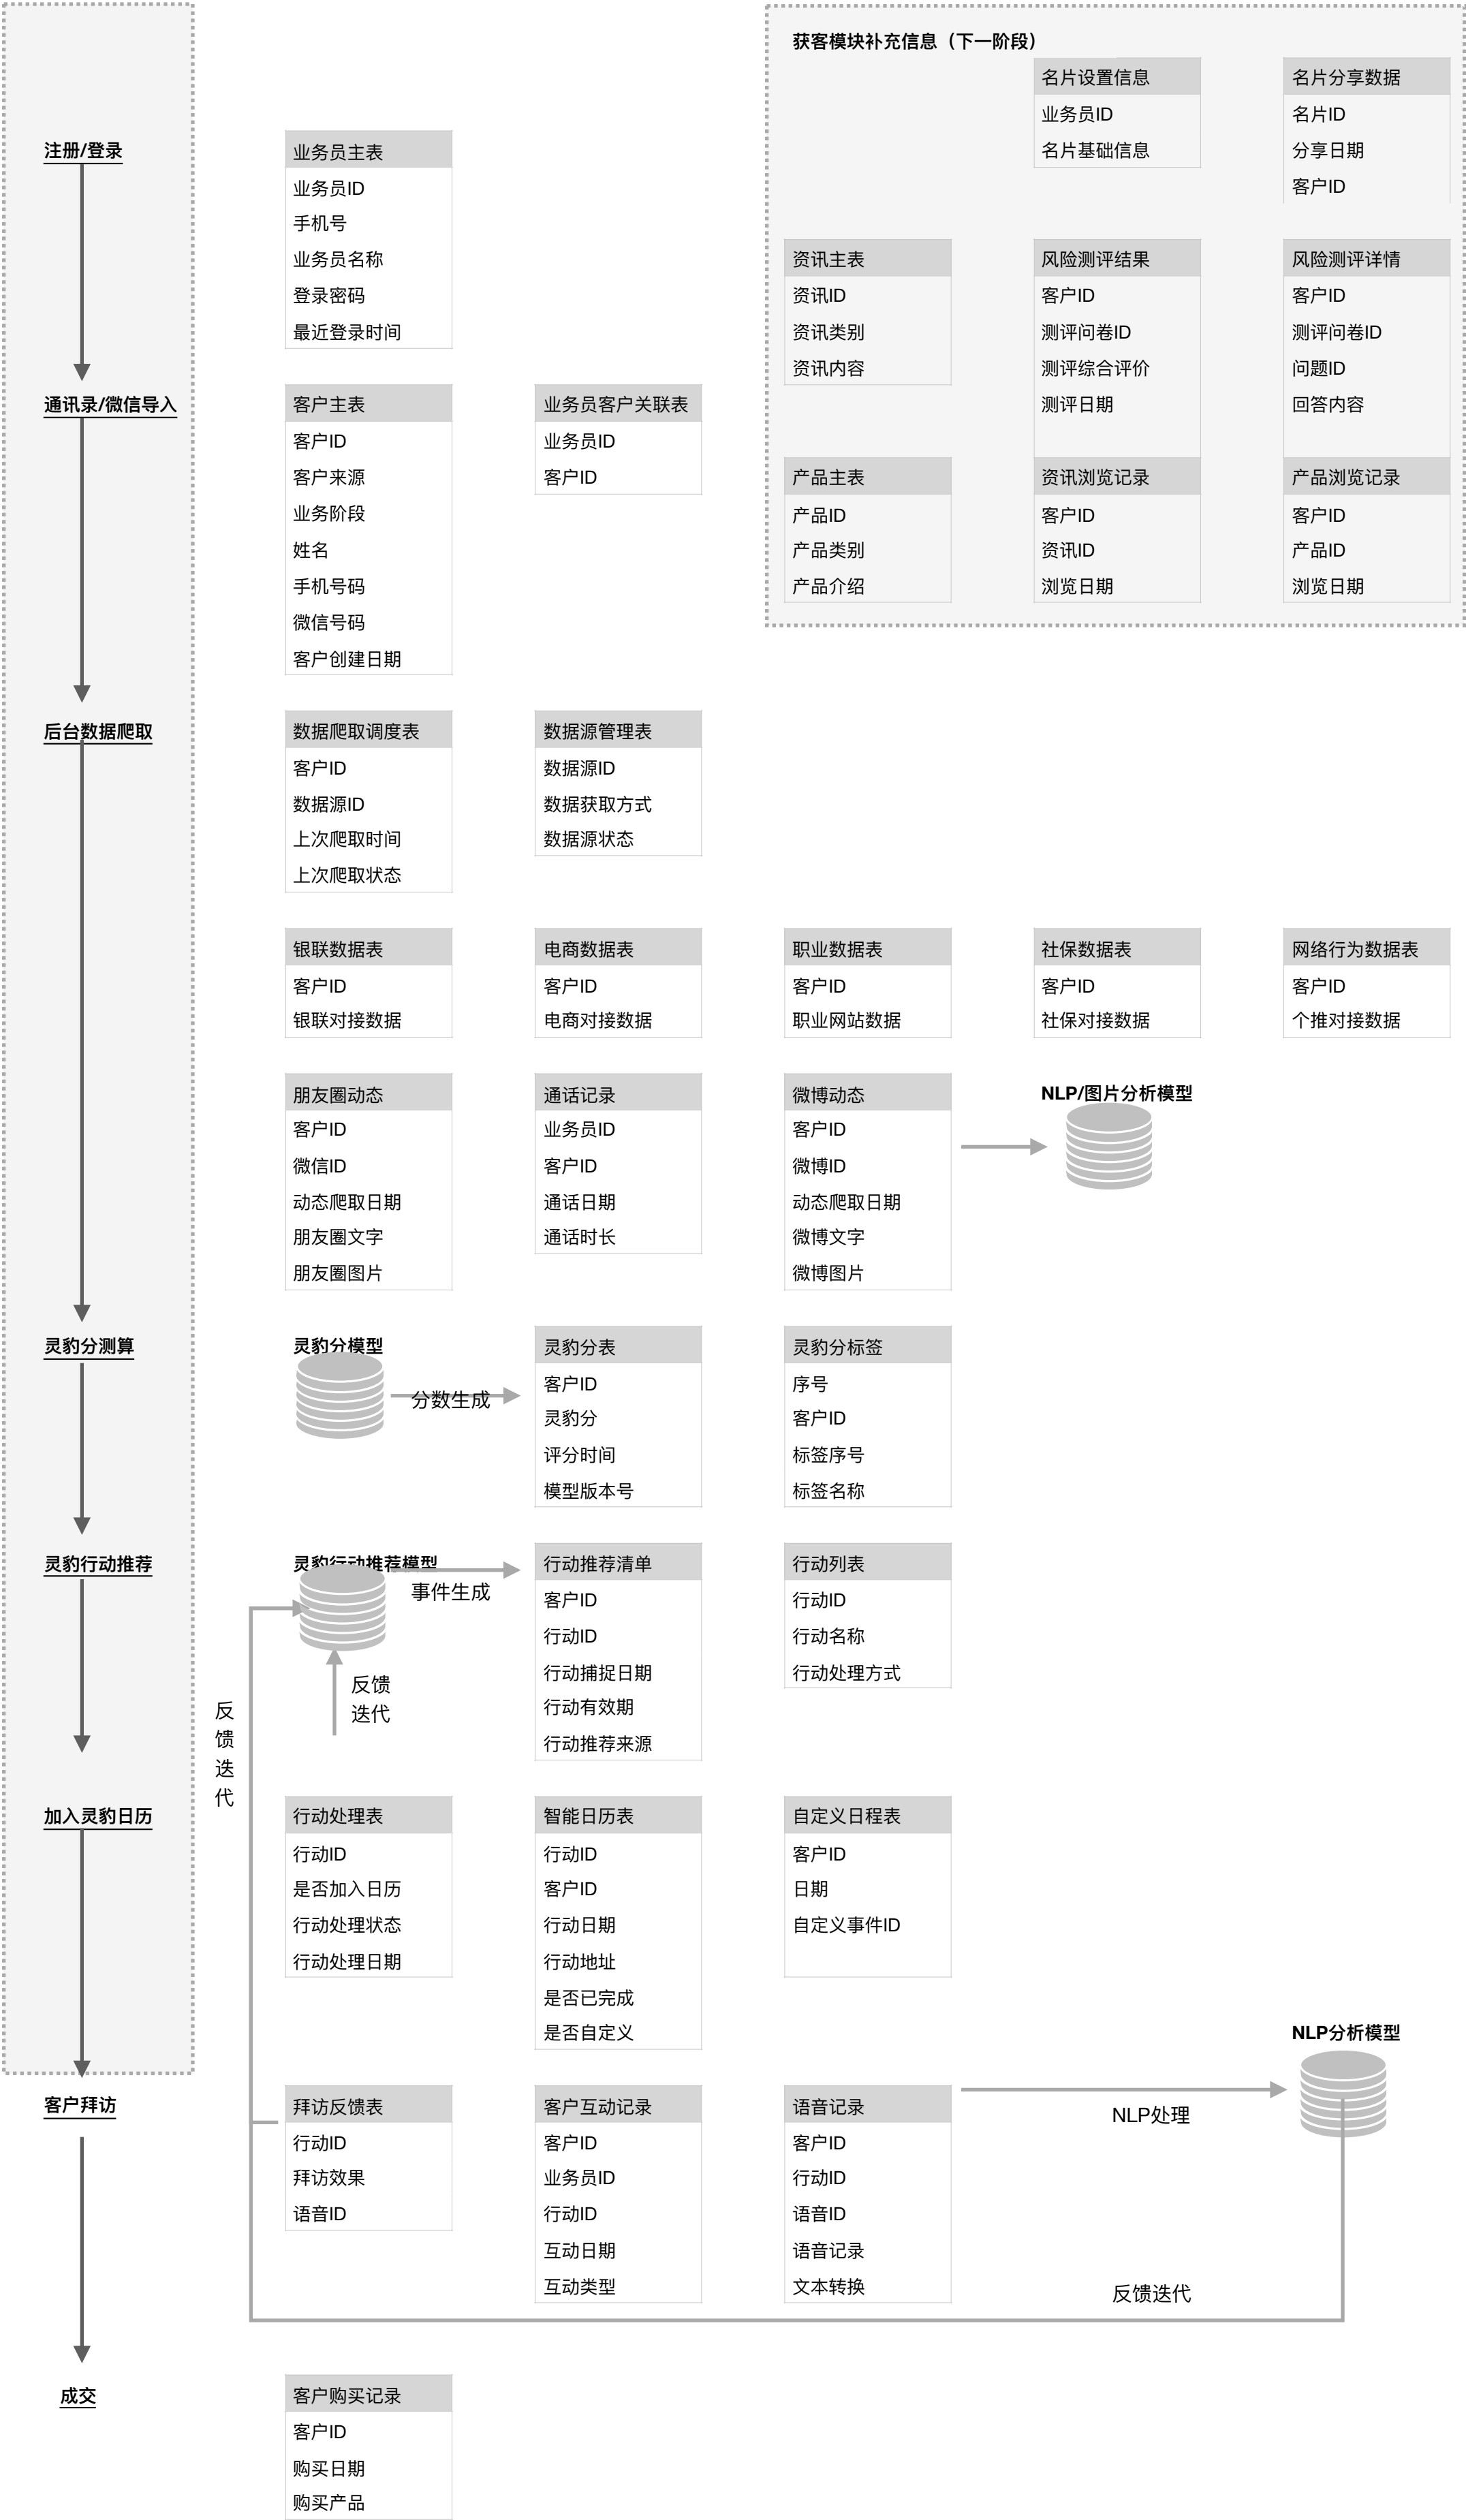 获客模块补充信息（下一阶段）
名片设置信息
业务员ID
名片基础信息
名片分享数据
名片ID
分享日期
客户ID
资讯主表
资讯ID
资讯类别
资讯内容
风险测评结果
客户ID
测评问卷ID
测评综合评价
测评日期
风险测评详情
客户ID
测评问卷ID
问题ID
回答内容
产品主表
产品ID
产品类别
产品介绍
资讯浏览记录
客户ID
资讯ID
浏览日期
产品浏览记录
客户ID
产品ID
浏览日期
注册/登录
业务员主表
业务员ID
手机号
业务员名称
登录密码
最近登录时间
通讯录/微信导入
客户主表
客户ID
客户来源
业务阶段
姓名
手机号码
微信号码
客户创建日期
业务员客户关联表
业务员ID
客户ID
后台数据爬取
数据爬取调度表
客户ID
数据源ID
上次爬取时间
上次爬取状态
数据源管理表
数据源ID
数据获取方式
数据源状态
银联数据表
客户ID
银联对接数据
电商数据表
客户ID
电商对接数据
职业数据表
客户ID
职业网站数据
社保数据表
客户ID
社保对接数据
网络行为数据表
客户ID
个推对接数据
朋友圈动态
客户ID
微信ID
动态爬取日期
朋友圈文字
朋友圈图片
通话记录
业务员ID
客户ID
通话日期
通话时长
微博动态
客户ID
微博ID
动态爬取日期
微博文字
微博图片
NLP/图片分析模型
灵豹分测算
灵豹分模型
分数生成
灵豹分表
客户ID
灵豹分
评分时间
模型版本号
灵豹分标签
序号
客户ID
标签序号
标签名称
灵豹行动推荐
灵豹行动推荐模型
事件生成
反馈
迭代
行动推荐清单
客户ID
行动ID
行动捕捉日期
行动有效期
行动推荐来源
行动列表
行动ID
行动名称
行动处理方式
反
馈
迭
代
加入灵豹日历
行动处理表
行动ID
是否加入日历
行动处理状态
行动处理日期
智能日历表
行动ID
客户ID
行动日期
行动地址
是否已完成
是否自定义
自定义日程表
客户ID
日期
自定义事件ID
NLP分析模型
客户拜访
拜访反馈表
行动ID
拜访效果
语音ID
客户互动记录
客户ID
业务员ID
行动ID
互动日期
互动类型
语音记录
客户ID
行动ID
语音ID
语音记录
文本转换
NLP处理
反馈迭代
成交
客户购买记录
客户ID
购买日期
购买产品